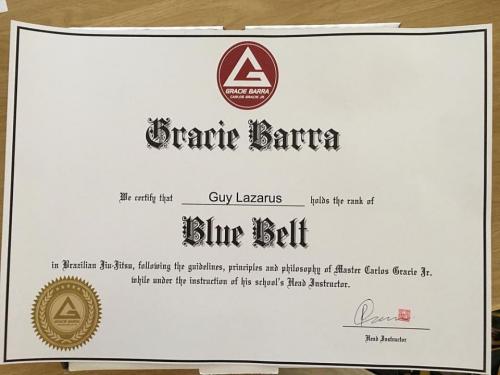 GRACIE BARRA
CARLOS GRACIE JR.
Gracie Barra
We certify that Guy Lazarus holds the rank of
Blue Belt
in Brazilian Jiu-Jitsu, following the guidelines, principles and philosophy of Master Carlos Gracie Jr.
while under the instruction of his school's Head Instructor.
GRACIE BARRA
Head Instructor